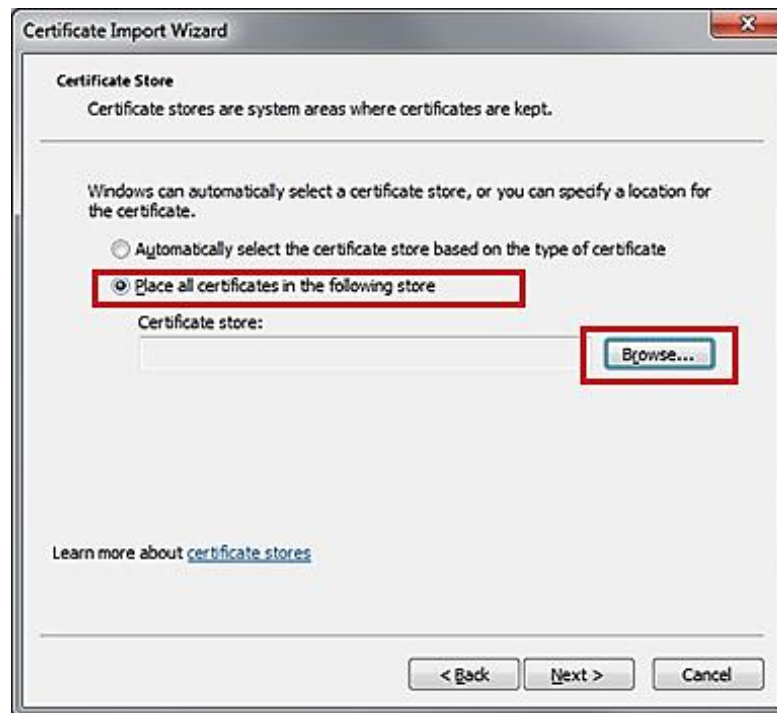 Certificate Import Wizard
Certificate Store
Certificate stores are system areas where certificates are kept.
Windows can automatically select a certificate store, or you can specify a location for
the certificate.
Automatically select the certificate store based on the type of certificate
Place all certificates in the following store
Certificate store:
Browse...
Learn more about certificate stores
< Back Next > Cancel